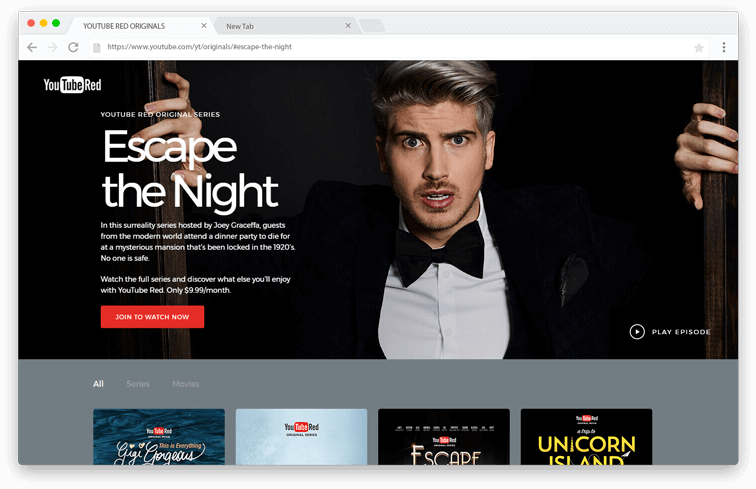 YOUTUBE RED ORIGINALS
New Tab
https://www.youtube.com/yt/originals/#escape-the-night
YouTube Red
YOUTUBE RED ORIGINAL SERIES
Escape
the Night
In this surreality series hosted by Joey Graceffa, guests
from the modern world attend a dinner party to die for
at a mysterious mansion that's been locked in the 1920's.
No one is safe.
Watch the full series and discover what else you'll enjoy
with YouTube Red. Only $9.99/month.
JOIN TO WATCH NOW
PLAY EPISODE
All Series Movies
YouTube Red
ORIGINAL MOVIE
This is Everything
Gigi Gorgeous
YouTube Red
ORIGINAL SERIES
YouTube Red
ORIGINAL SERIES
ESCAPE
YouTube Red
ORIGINAL MOVIE
a trip to
UNICORN
ISLAND